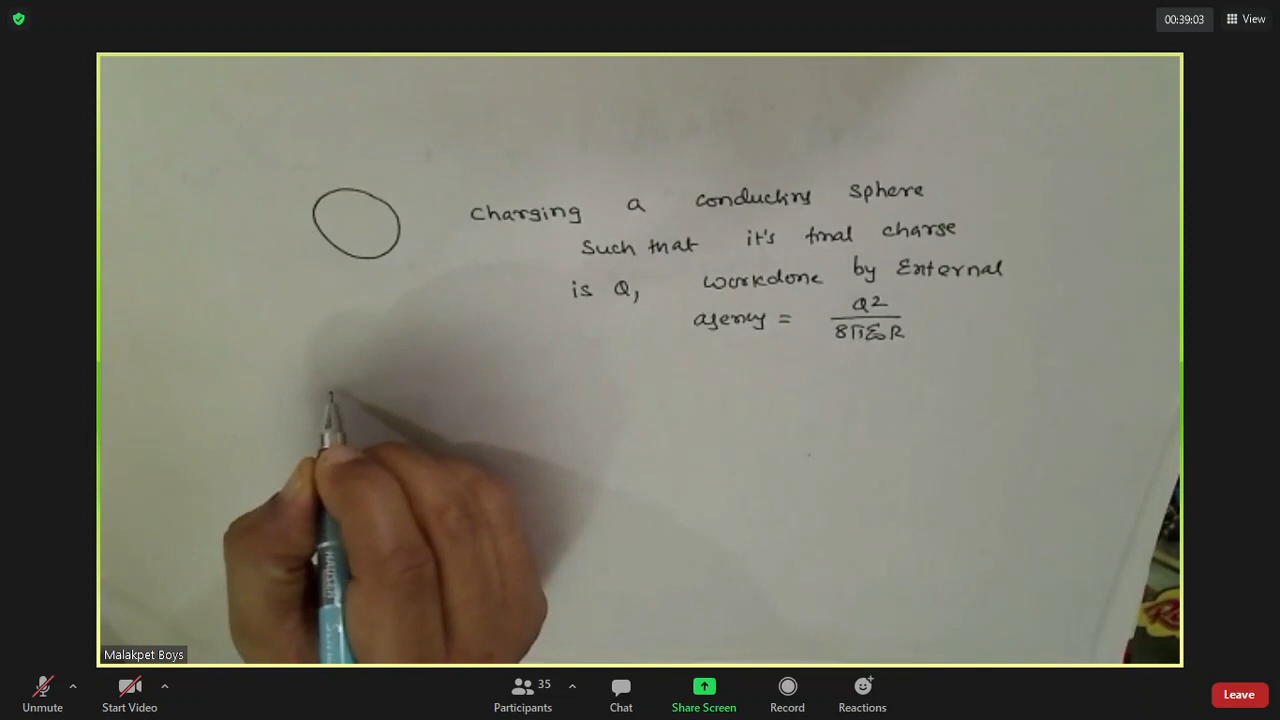 00:39:03
View
Charging a conducting sphere
Such that it's final charge
is Q, workdone by External
agency = Q2/8πε0R
HAUSER
Malakpet Boys
Unmute
Start Video
35
Participants
Chat
Share Screen
Record
Reactions
Leave